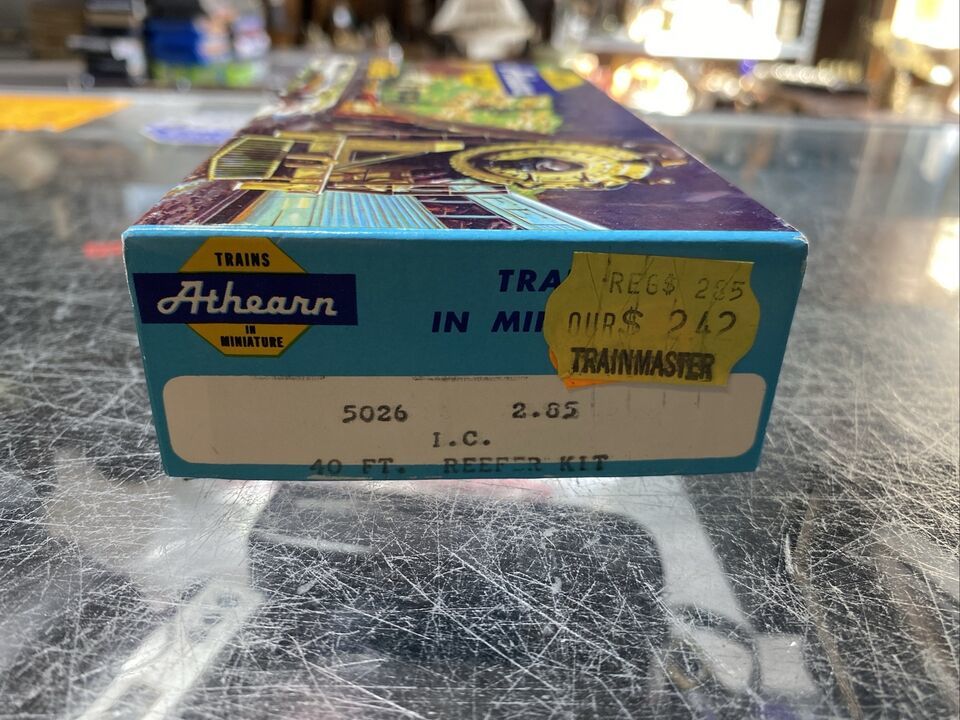 TRAINS
Athearn
IN
MINIATURE
TRA
IN MI
REG$ 285
OUR$ 242
TRAINMASTER
5026 2.85
I.C.
40 FT. REEFER KIT